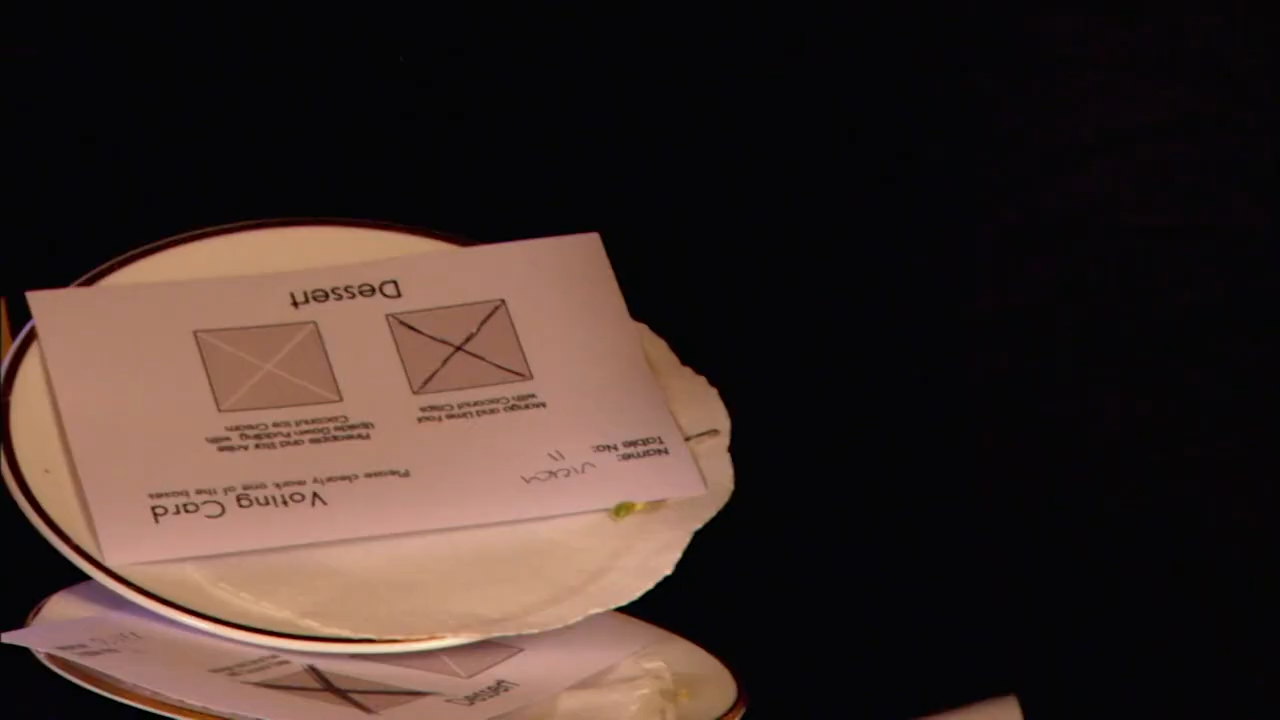 Voting Card
Please clearly mark one of the boxes
Name: VICKY
Table No: 11
Mango and Lime Fool
with Coconut Crisps
Pineapple and Star Anise
Upside Down Pudding with
Coconut Ice Cream
Dessert
Dessert